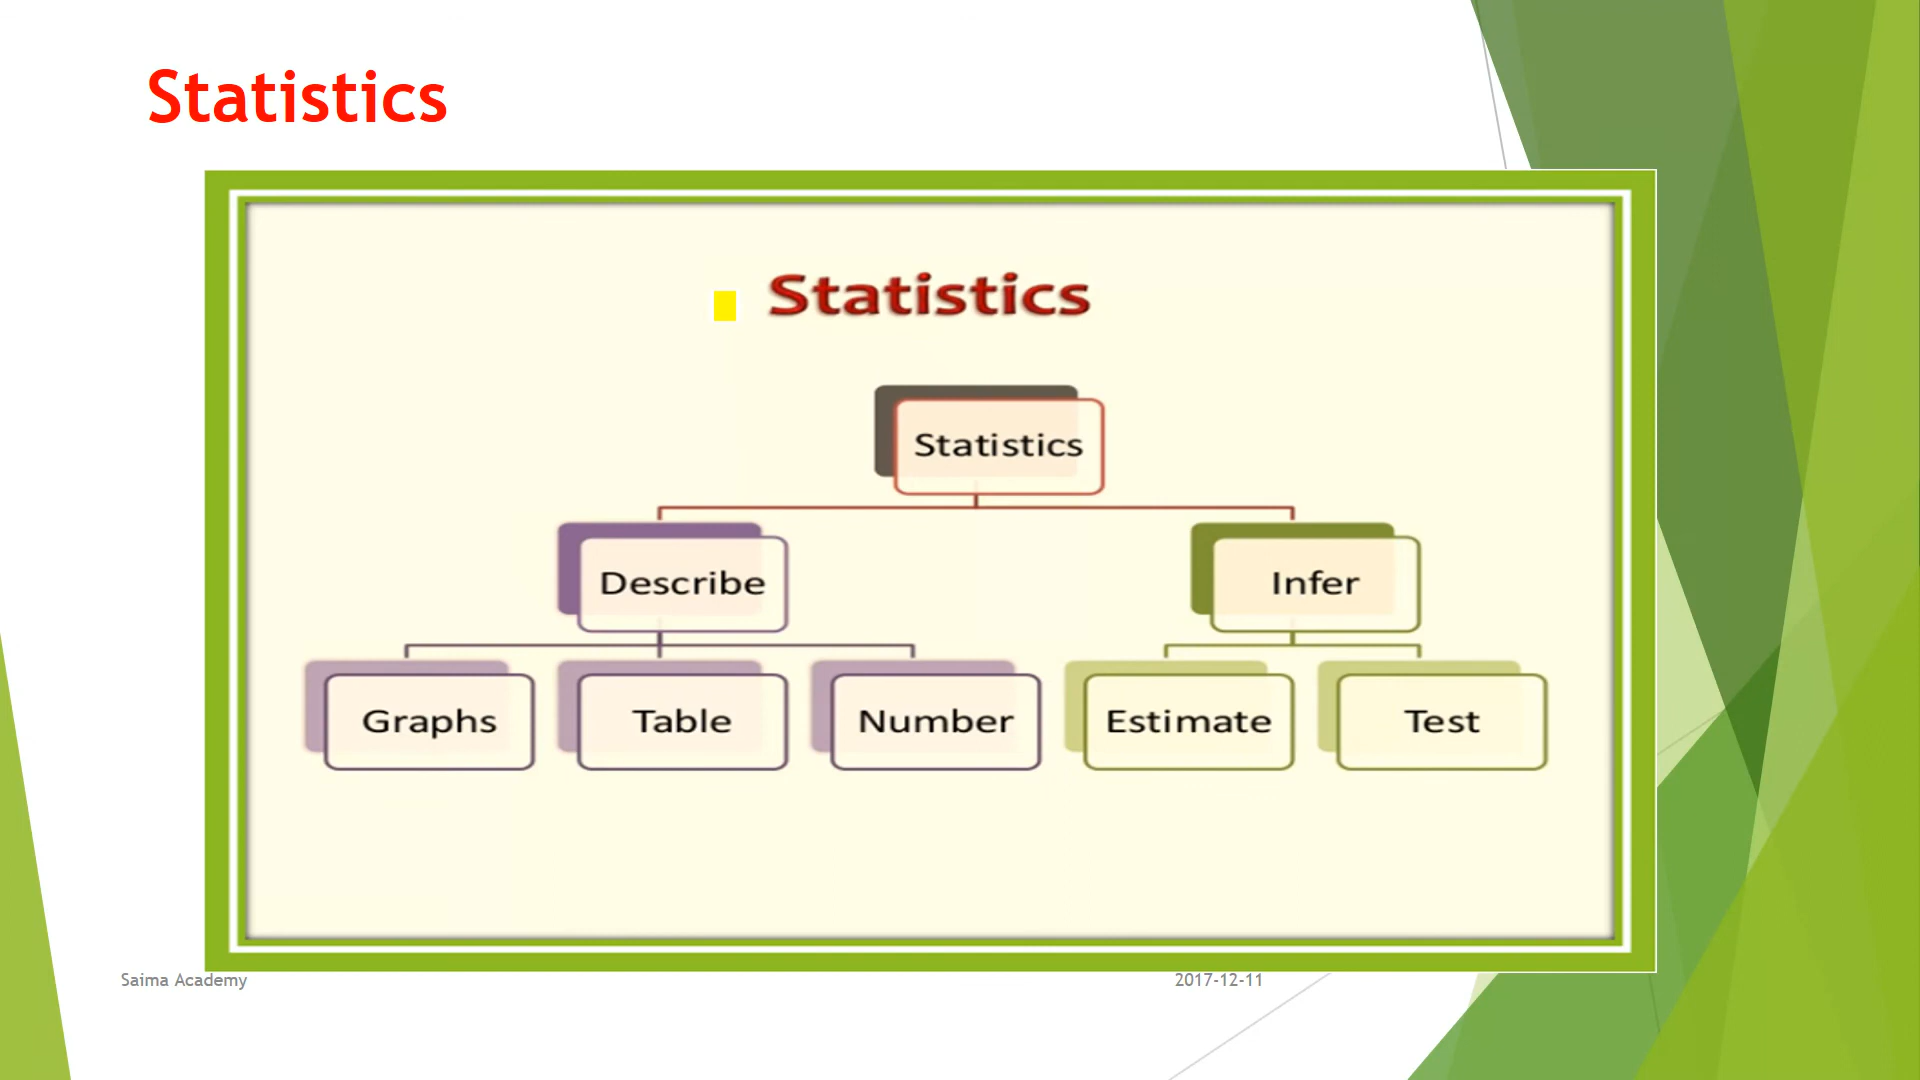 Statistics
Statistics
Statistics
Describe
Infer
Graphs
Table
Number
Estimate
Test
Saima Academy
2017-12-11